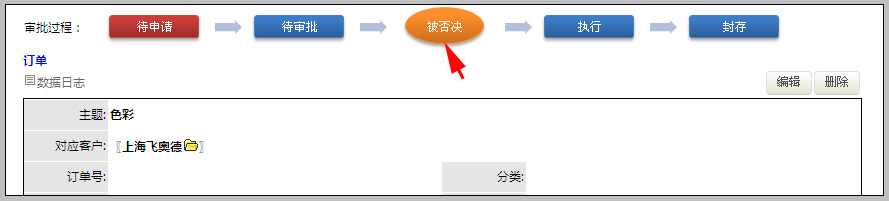 审批过程： 待申请 待审批 被否决 执行 封存
订单
数据日志 编辑 删除
主题: 色彩
对应客户: 〖上海飞奥德〗
订单号: 分类: